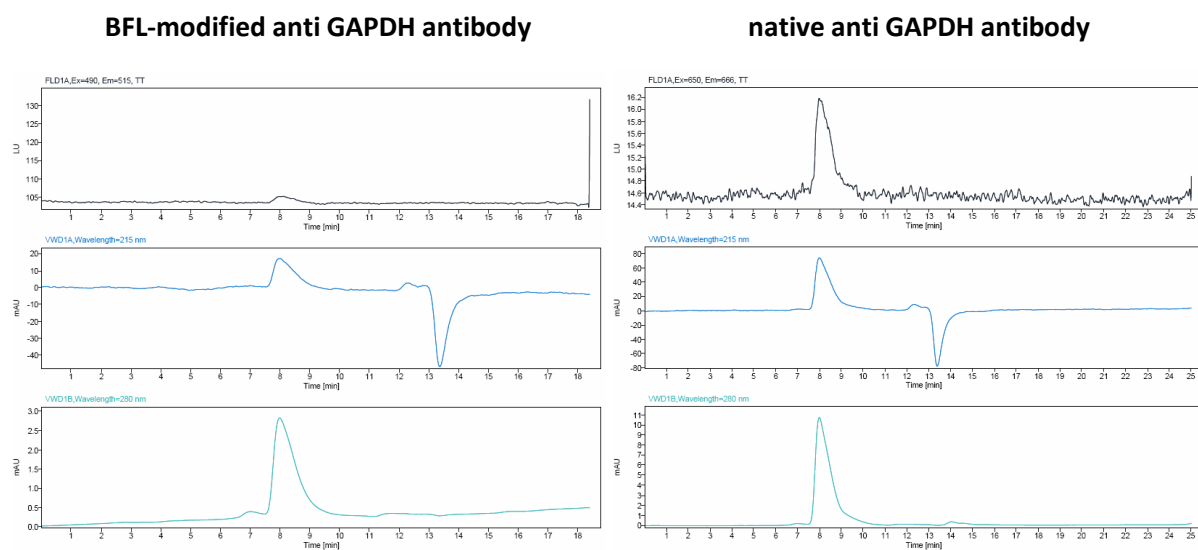 BFL-modified anti GAPDH antibody
native anti GAPDH antibody
FLD1A,Ex=490, Em=515, TT
LU
130
125
120
115
110
105
1 2 3 4 5 6 7 8 9 10 11 12 13 14 15 16 17 18
Time [min]
VWD1A,Wavelength=215 nm
mAU
20
10
0
-10
-20
-30
-40
1 2 3 4 5 6 7 8 9 10 11 12 13 14 15 16 17 18
Time [min]
VWD1B,Wavelength=280 nm
mAU
3.0
2.5
2.0
1.5
1.0
0.5
0.0
1 2 3 4 5 6 7 8 9 10 11 12 13 14 15 16 17 18
Time [min]
FLD1A,Ex=650, Em=666, TT
LU
16.2
16.0
15.8
15.6
15.4
15.2
15.0
14.8
14.6
14.4
1 2 3 4 5 6 7 8 9 10 11 12 13 14 15 16 17 18 19 20 21 22 23 24 25
Time [min]
VWD1A,Wavelength=215 nm
mAU
80
60
40
20
0
-20
-40
-60
-80
1 2 3 4 5 6 7 8 9 10 11 12 13 14 15 16 17 18 19 20 21 22 23 24 25
Time [min]
VWD1B,Wavelength=280 nm
mAU
11
10
9
8
7
6
5
4
3
2
1
0
1 2 3 4 5 6 7 8 9 10 11 12 13 14 15 16 17 18 19 20 21 22 23 24 25
Time [min]